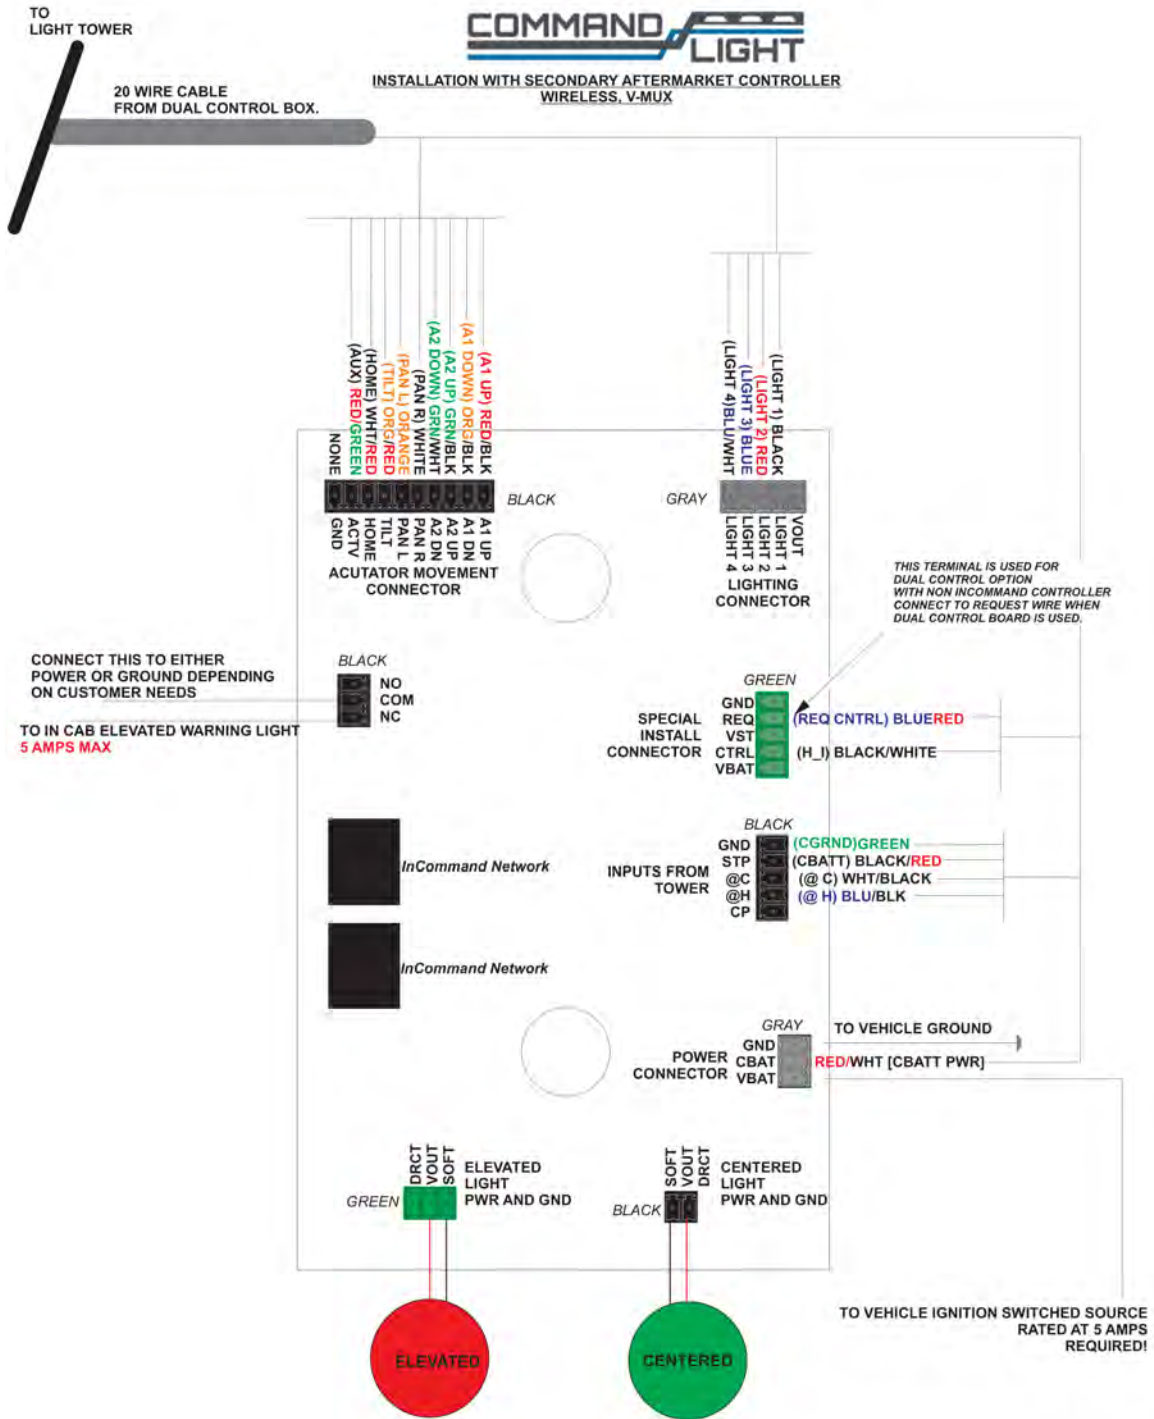 TO
LIGHT TOWER
COMMAND
LIGHT
INSTALLATION WITH SECONDARY AFTERMARKET CONTROLLER
WIRELESS, V-MUX
20 WIRE CABLE
FROM DUAL CONTROL BOX.
NONE
(AUX) RED/GREEN
(HOME) WHT/RED
(TILT) ORG/RED
(PAN L) ORANGE
(PAN R) WHITE
(A2 DOWN) GRN/WHT
(A2 UP) GRN/BLK
(A1 DOWN) ORG/BLK
(A1 UP) RED/BLK
BLACK
GND
ACTV
HOME
TILT
PAN L
PAN R
A2 DN
A2 UP
A1 DN
A1 UP
ACUTATOR MOVEMENT
CONNECTOR
(LIGHT 4)BLU/WHT
(LIGHT 3) BLUE
(LIGHT 2) RED
(LIGHT 1) BLACK
GRAY
LIGHT 4
LIGHT 3
LIGHT 2
LIGHT 1
VOUT
LIGHTING
CONNECTOR
THIS TERMINAL IS USED FOR
DUAL CONTROL OPTION
WITH NON INCOMMAND CONTROLLER
CONNECT TO REQUEST WIRE WHEN
DUAL CONTROL BOARD IS USED.
CONNECT THIS TO EITHER
POWER OR GROUND DEPENDING
ON CUSTOMER NEEDS
BLACK
NO
COM
NC
TO IN CAB ELEVATED WARNING LIGHT
5 AMPS MAX
GREEN
SPECIAL
INSTALL
CONNECTOR
GND
REQ
VST
CTRL
VBAT
(REQ CNTRL) BLUERED
(H_I) BLACK/WHITE
BLACK
INPUTS FROM
TOWER
GND
STP
@C
@H
CP
(CGRND)GREEN
(CBATT) BLACK/RED
(@ C) WHT/BLACK
(@ H) BLU/BLK
InCommand Network
InCommand Network
GRAY
POWER
CONNECTOR
GND
CBAT
VBAT
TO VEHICLE GROUND
RED/WHT [CBATT PWR]
DRCT
VOUT
SOFT
ELEVATED
LIGHT
PWR AND GND
GREEN
SOFT
VOUT
DRCT
CENTERED
LIGHT
PWR AND GND
BLACK
ELEVATED
CENTERED
TO VEHICLE IGNITION SWITCHED SOURCE
RATED AT 5 AMPS
REQUIRED!